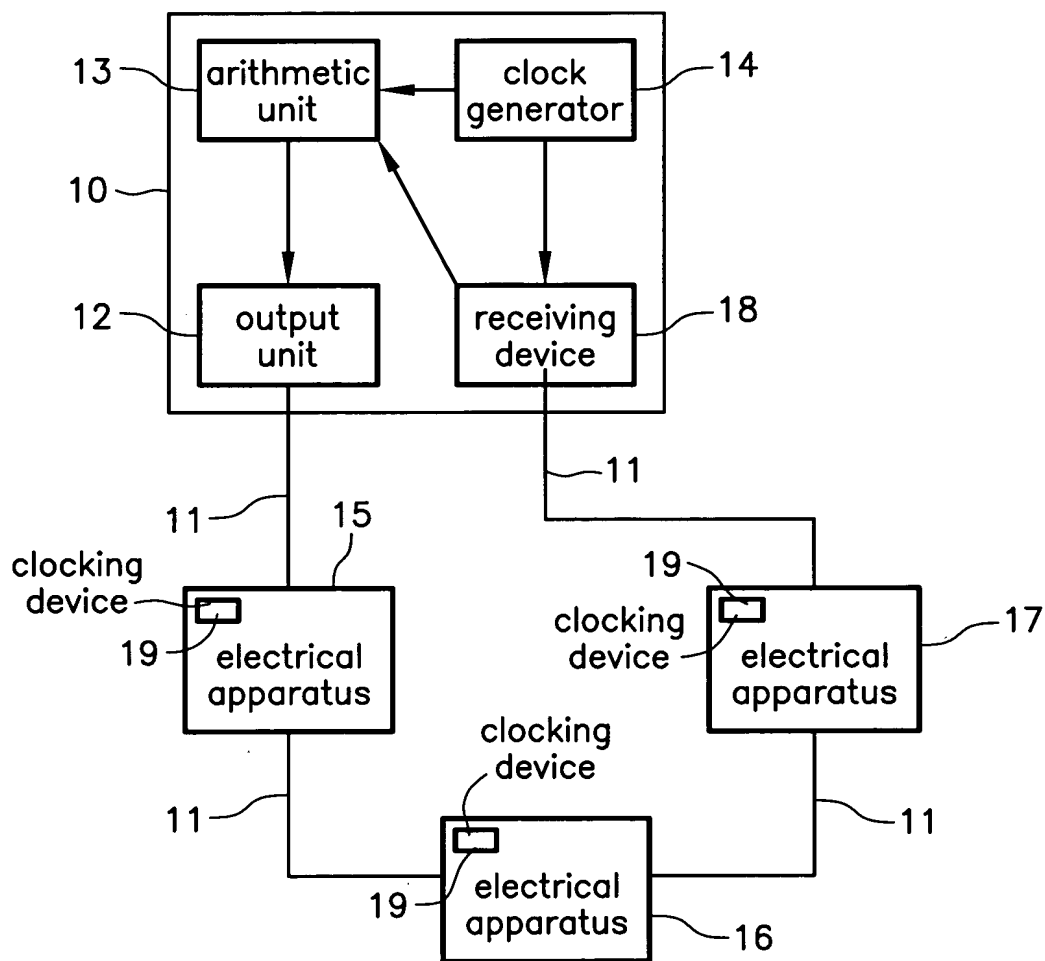 13
arithmetic
unit
clock
generator
14
10
12
output
unit
receiving
device
18
11
11
15
clocking
device
19
electrical
apparatus
19
clocking
device
electrical
apparatus
17
clocking
device
11
11
19
electrical
apparatus
16